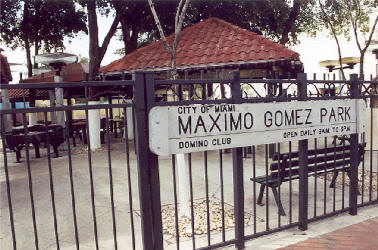 CITY OF MIAMI
MAXIMO GOMEZ PARK
DOMINO CLUB OPEN DAILY 9AM TO 6PM